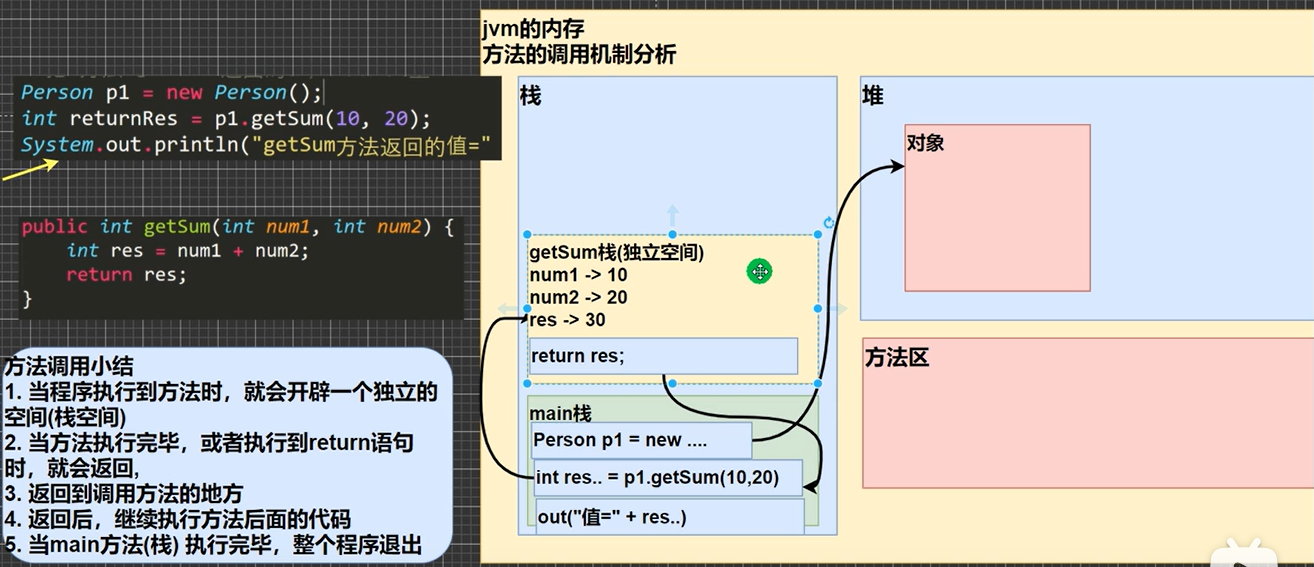 jvm的内存
方法的调用机制分析
Person p1 = new Person();
int returnRes = p1.getSum(10, 20);
System.out.println("getSum方法返回的值="
public int getSum(int num1, int num2) {
int res = num1 + num2;
return res;
}
方法调用小结
1. 当程序执行到方法时，就会开辟一个独立的
空间(栈空间)
2. 当方法执行完毕，或者执行到return语句
时，就会返回,
3. 返回到调用方法的地方
4. 返回后，继续执行方法后面的代码
5. 当main方法(栈) 执行完毕，整个程序退出
栈
getSum栈(独立空间)
num1 -> 10
num2 -> 20
res -> 30
return res;
main栈
Person p1 = new ....
int res.. = p1.getSum(10,20)
out("值=" + res..)
堆
对象
方法区